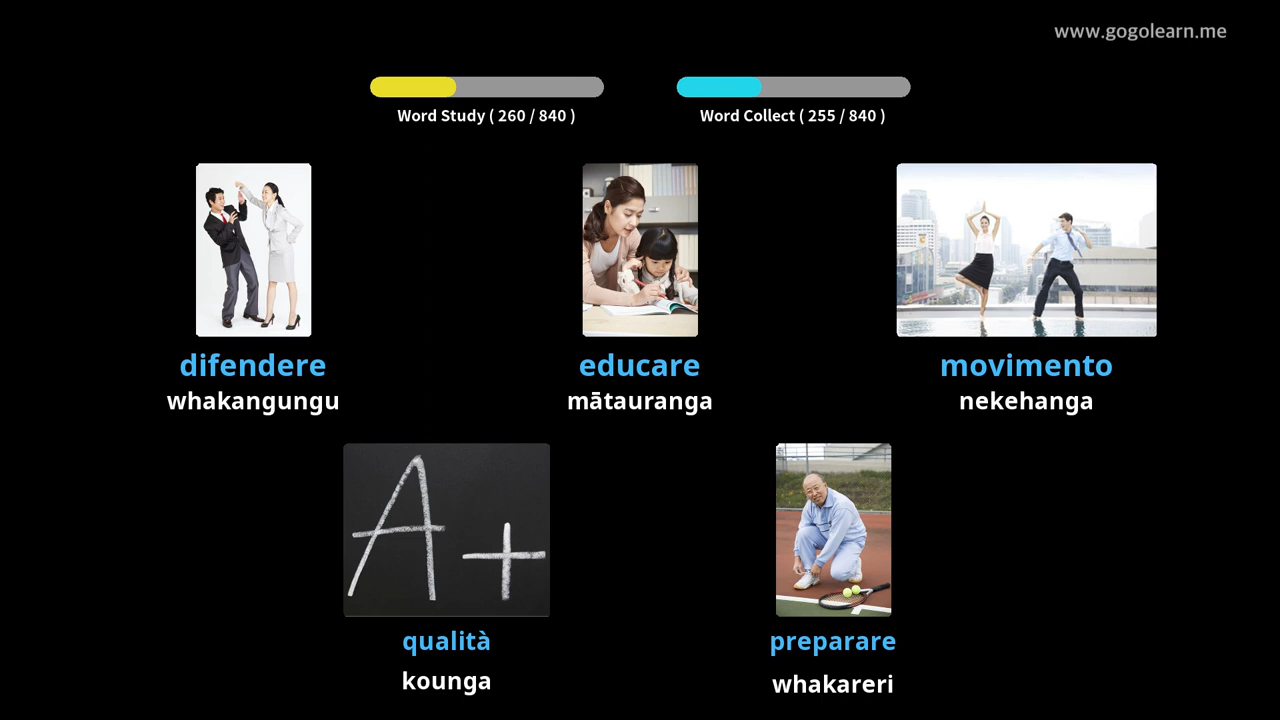 www.gogolearn.me
Word Study ( 260 / 840 )
Word Collect ( 255 / 840 )
difendere
whakangungu
educare
mātauranga
movimento
nekehanga
A+
qualità
kounga
preparare
whakareri